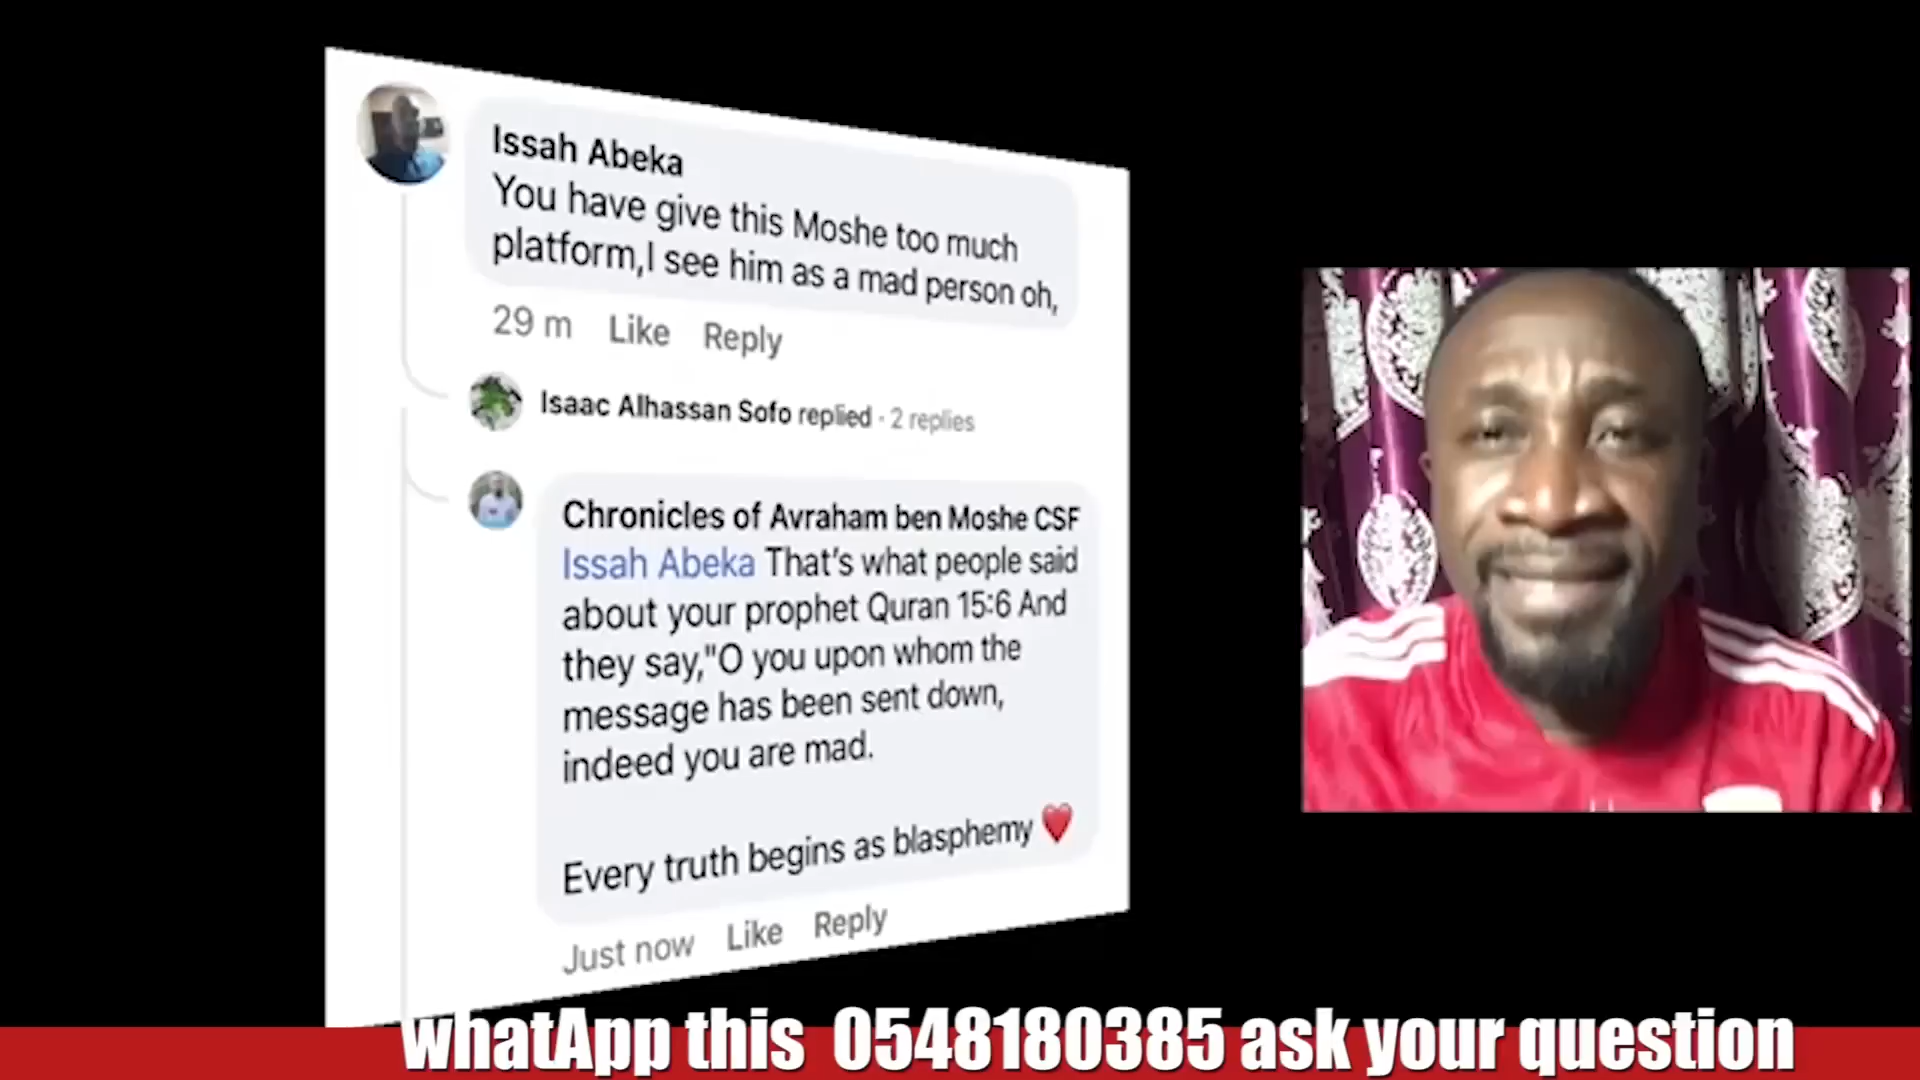 Issah Abeka
You have give this Moshe too much
platform,I see him as a mad person oh,
29 m Like Reply
Isaac Alhassan Sofo replied · 2 replies
Chronicles of Avraham ben Moshe CSF
Issah Abeka That's what people said
about your prophet Quran 15:6 And
they say,"O you upon whom the
message has been sent down,
indeed you are mad.
Every truth begins as blasphemy ❤️
Just now Like Reply
whatApp this 0548180385 ask your question